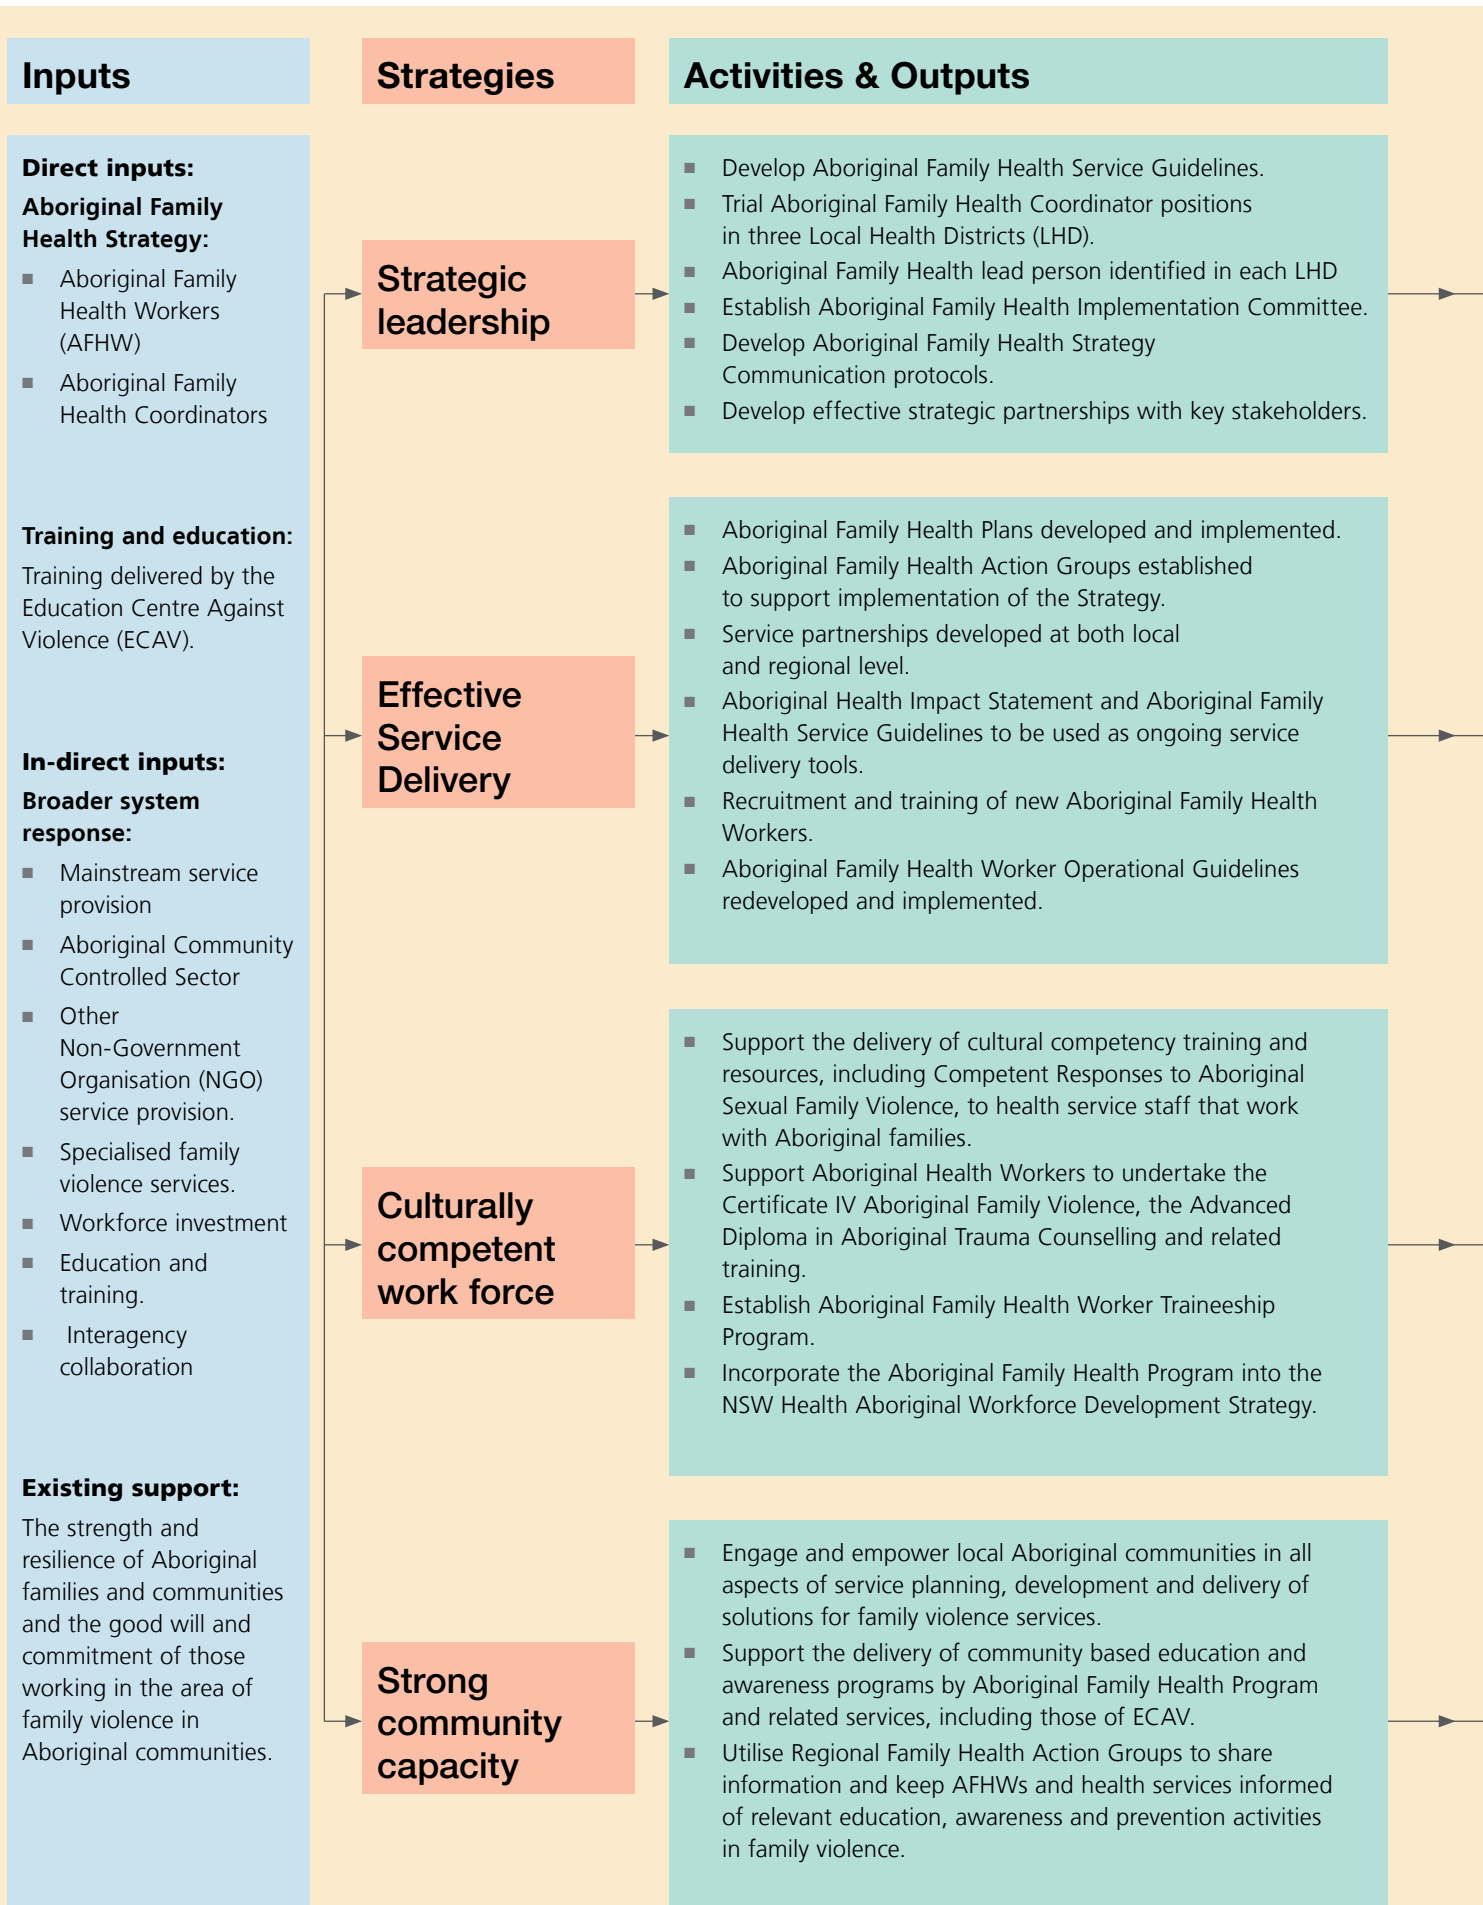 Inputs
Strategies
Activities & Outputs
Direct inputs:
Aboriginal Family
Health Strategy:
■ Aboriginal Family
Health Workers
(AFHW)
■ Aboriginal Family
Health Coordinators
Training and education:
Training delivered by the
Education Centre Against
Violence (ECAV).
In-direct inputs:
Broader system
response:
■ Mainstream service
provision
■ Aboriginal Community
Controlled Sector
■ Other
Non-Government
Organisation (NGO)
service provision.
■ Specialised family
violence services.
■ Workforce investment
■ Education and
training.
■ Interagency
collaboration
Existing support:
The strength and
resilience of Aboriginal
families and communities
and the good will and
commitment of those
working in the area of
family violence in
Aboriginal communities.
Strategic
leadership
■ Develop Aboriginal Family Health Service Guidelines.
■ Trial Aboriginal Family Health Coordinator positions
in three Local Health Districts (LHD).
■ Aboriginal Family Health lead person identified in each LHD
■ Establish Aboriginal Family Health Implementation Committee.
■ Develop Aboriginal Family Health Strategy
Communication protocols.
■ Develop effective strategic partnerships with key stakeholders.
Effective
Service
Delivery
■ Aboriginal Family Health Plans developed and implemented.
■ Aboriginal Family Health Action Groups established
to support implementation of the Strategy.
■ Service partnerships developed at both local
and regional level.
■ Aboriginal Health Impact Statement and Aboriginal Family
Health Service Guidelines to be used as ongoing service
delivery tools.
■ Recruitment and training of new Aboriginal Family Health
Workers.
■ Aboriginal Family Health Worker Operational Guidelines
redeveloped and implemented.
Culturally
competent
work force
■ Support the delivery of cultural competency training and
resources, including Competent Responses to Aboriginal
Sexual Family Violence, to health service staff that work
with Aboriginal families.
■ Support Aboriginal Health Workers to undertake the
Certificate IV Aboriginal Family Violence, the Advanced
Diploma in Aboriginal Trauma Counselling and related
training.
■ Establish Aboriginal Family Health Worker Traineeship
Program.
■ Incorporate the Aboriginal Family Health Program into the
NSW Health Aboriginal Workforce Development Strategy.
Strong
community
capacity
■ Engage and empower local Aboriginal communities in all
aspects of service planning, development and delivery of
solutions for family violence services.
■ Support the delivery of community based education and
awareness programs by Aboriginal Family Health Program
and related services, including those of ECAV.
■ Utilise Regional Family Health Action Groups to share
information and keep AFHWs and health services informed
of relevant education, awareness and prevention activities
in family violence.